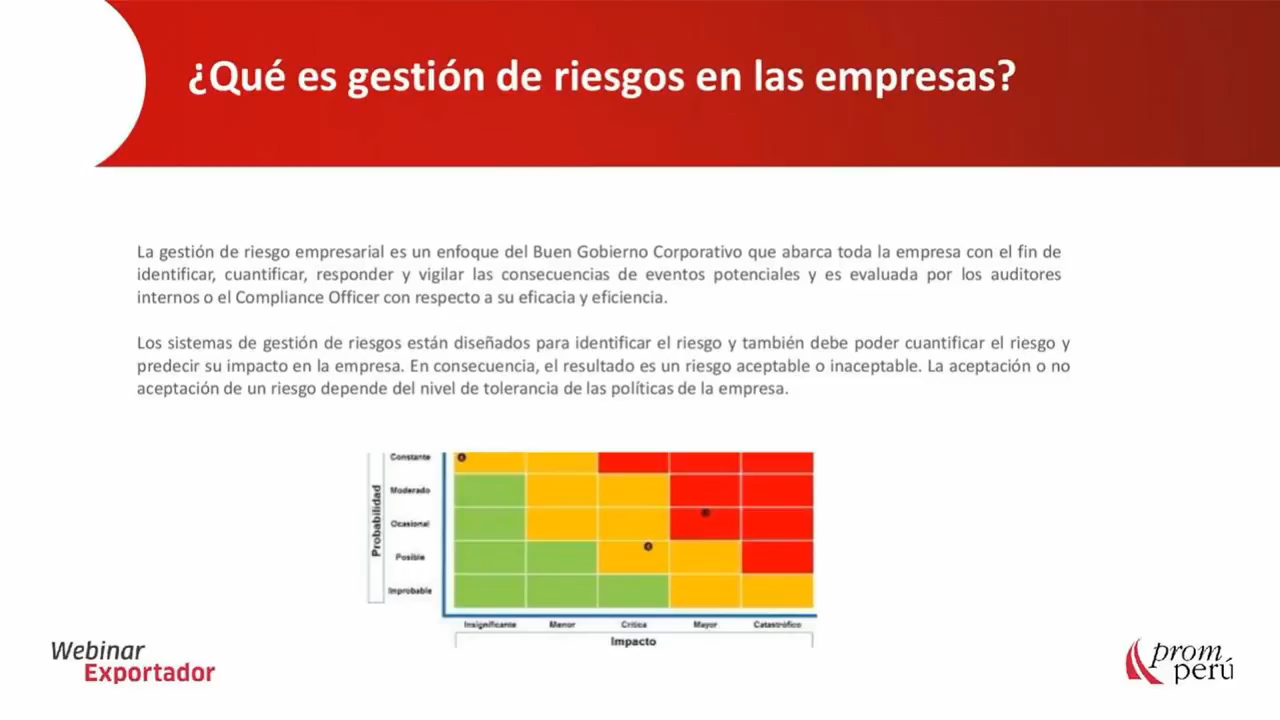 ¿Qué es gestión de riesgos en las empresas?
La gestión de riesgo empresarial es un enfoque del Buen Gobierno Corporativo que abarca toda la empresa con el fin de
identificar, cuantificar, responder y vigilar las consecuencias de eventos potenciales y es evaluada por los auditores
internos o el Compliance Officer con respecto a su eficacia y eficiencia.
Los sistemas de gestión de riesgos están diseñados para identificar el riesgo y también debe poder cuantificar el riesgo y
predecir su impacto en la empresa. En consecuencia, el resultado es un riesgo aceptable o inaceptable. La aceptación o no
aceptación de un riesgo depende del nivel de tolerancia de las políticas de la empresa.
Probabilidad
Constante
Moderado
Ocasional
Posible
Improbable
Insignificante Menor Crítica Mayor Catastrófico
Impacto
Webinar
Exportador
prom
perú